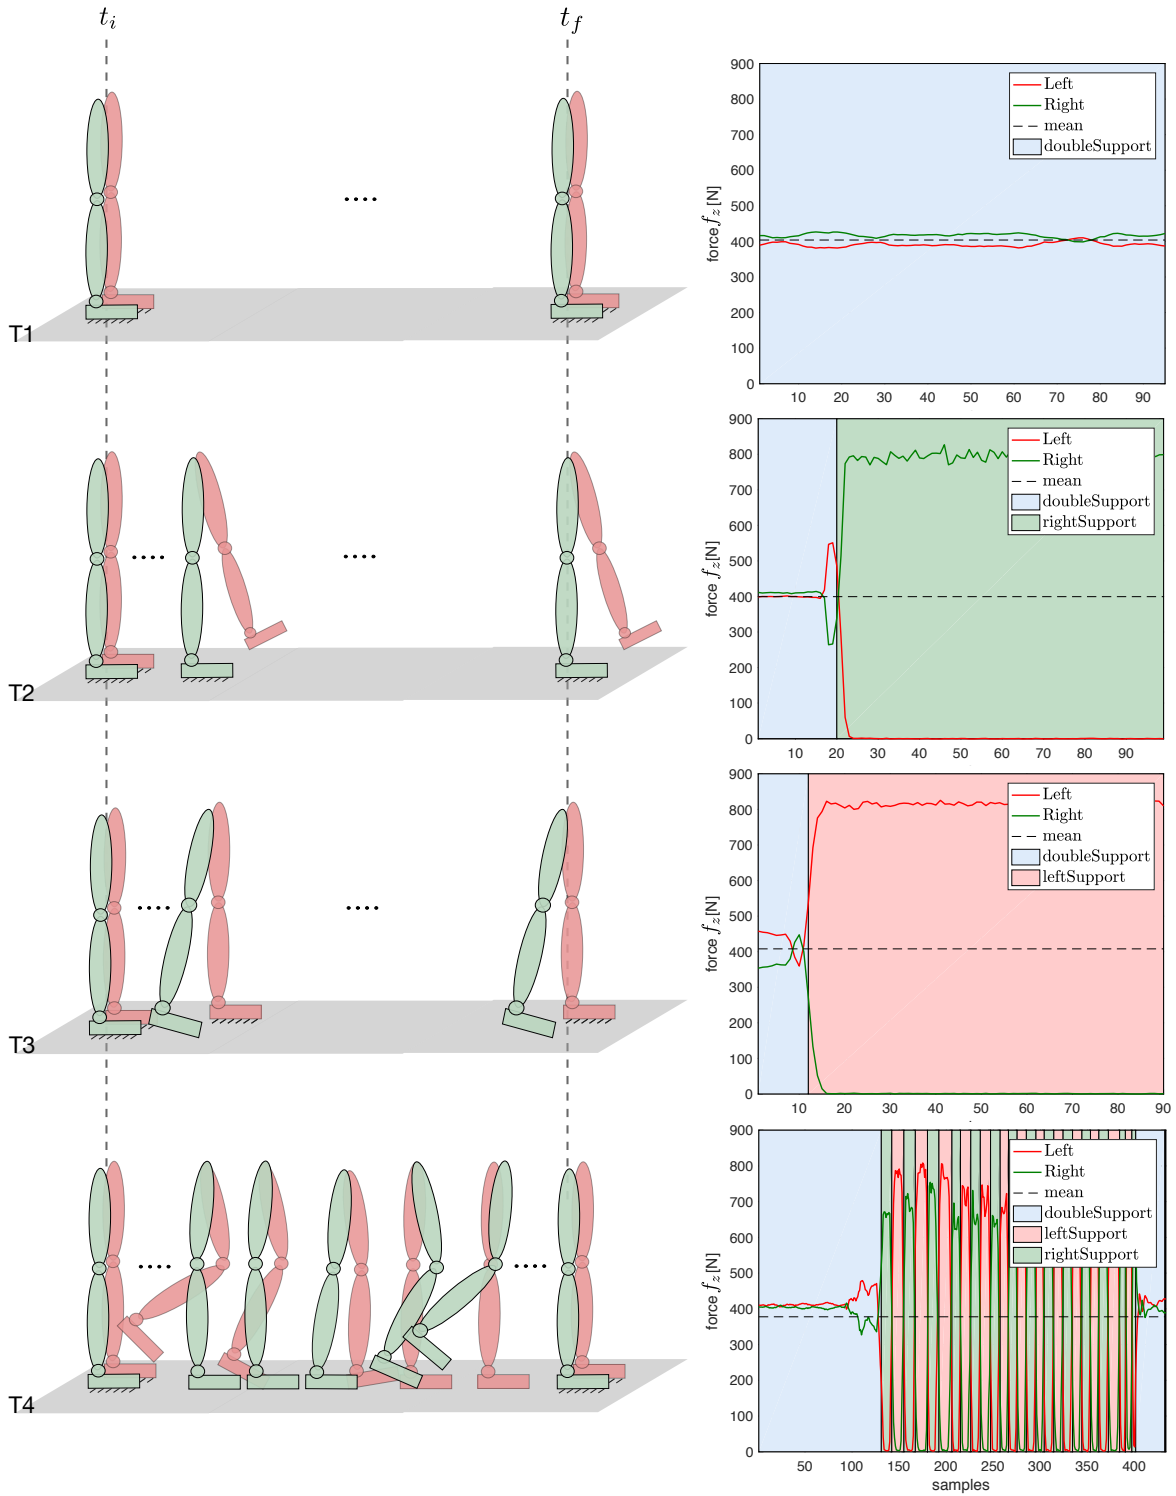 t_i
t_f
T1
force f_z[N]
900
800
700
600
500
400
300
200
100
0
10 20 30 40 50 60 70 80 90
Left
Right
mean
doubleSupport
....
T2
force f_z[N]
900
800
700
600
500
400
300
200
100
0
10 20 30 40 50 60 70 80 90
Left
Right
mean
doubleSupport
rightSupport
.... ....
T3
force f_z[N]
900
800
700
600
500
400
300
200
100
0
10 20 30 40 50 60 70 80 90
Left
Right
mean
doubleSupport
leftSupport
.... ....
T4
force f_z[N]
900
800
700
600
500
400
300
200
100
0
50 100 150 200 250 300 350 400
samples
Left
Right
mean
doubleSupport
leftSupport
rightSupport
.... ....